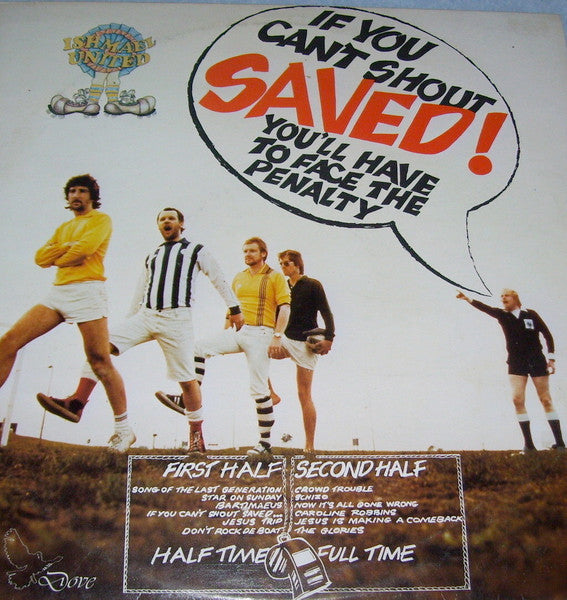 ISHMAEL
UNITED
IF YOU
CAN'T SHOUT
SAVED!
YOU'LL HAVE
TO FACE THE
PENALTY
FIRST HALF
SONG OF THE LAST GENERATION
STAR ON SUNDAY
BARTIMAEUS
IF YOU CAN'T SHOUT SAVED...
JESUS TRIP
DON'T ROCK DE BOAT
HALF TIME
SECOND HALF
CROWD TROUBLE
SCHIZO
NOW IT'S ALL GONE WRONG
CAROLINE ROBBINS
JESUS IS MAKING A COMEBACK
THE GLORIES
FULL TIME
Dove